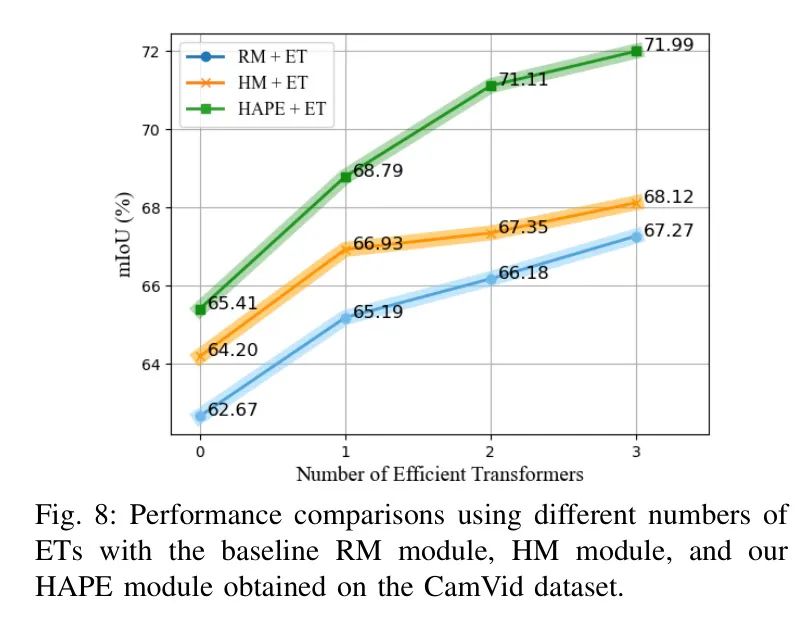 72
70
68
66
64
mIoU (%)
RM + ET
HM + ET
HAPE + ET
71.99
71.11
68.79
68.12
67.35
66.93
67.27
66.18
65.41
65.19
64.20
62.67
0 1 2 3
Number of Efficient Transformers
Fig. 8: Performance comparisons using different numbers of
ETs with the baseline RM module, HM module, and our
HAPE module obtained on the CamVid dataset.